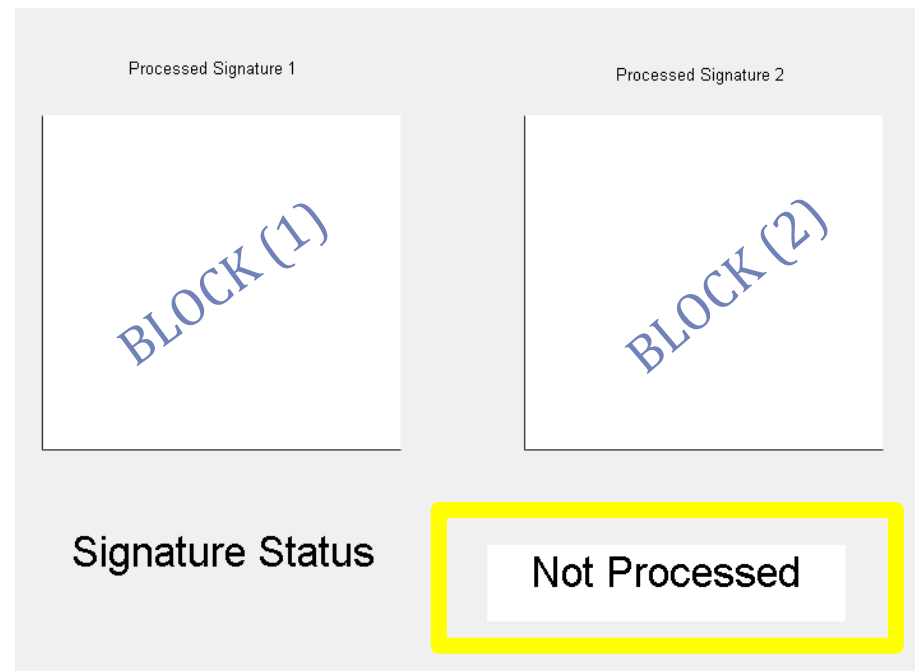 Processed Signature 1
Processed Signature 2
BLOCK (1)
BLOCK (2)
Signature Status
Not Processed